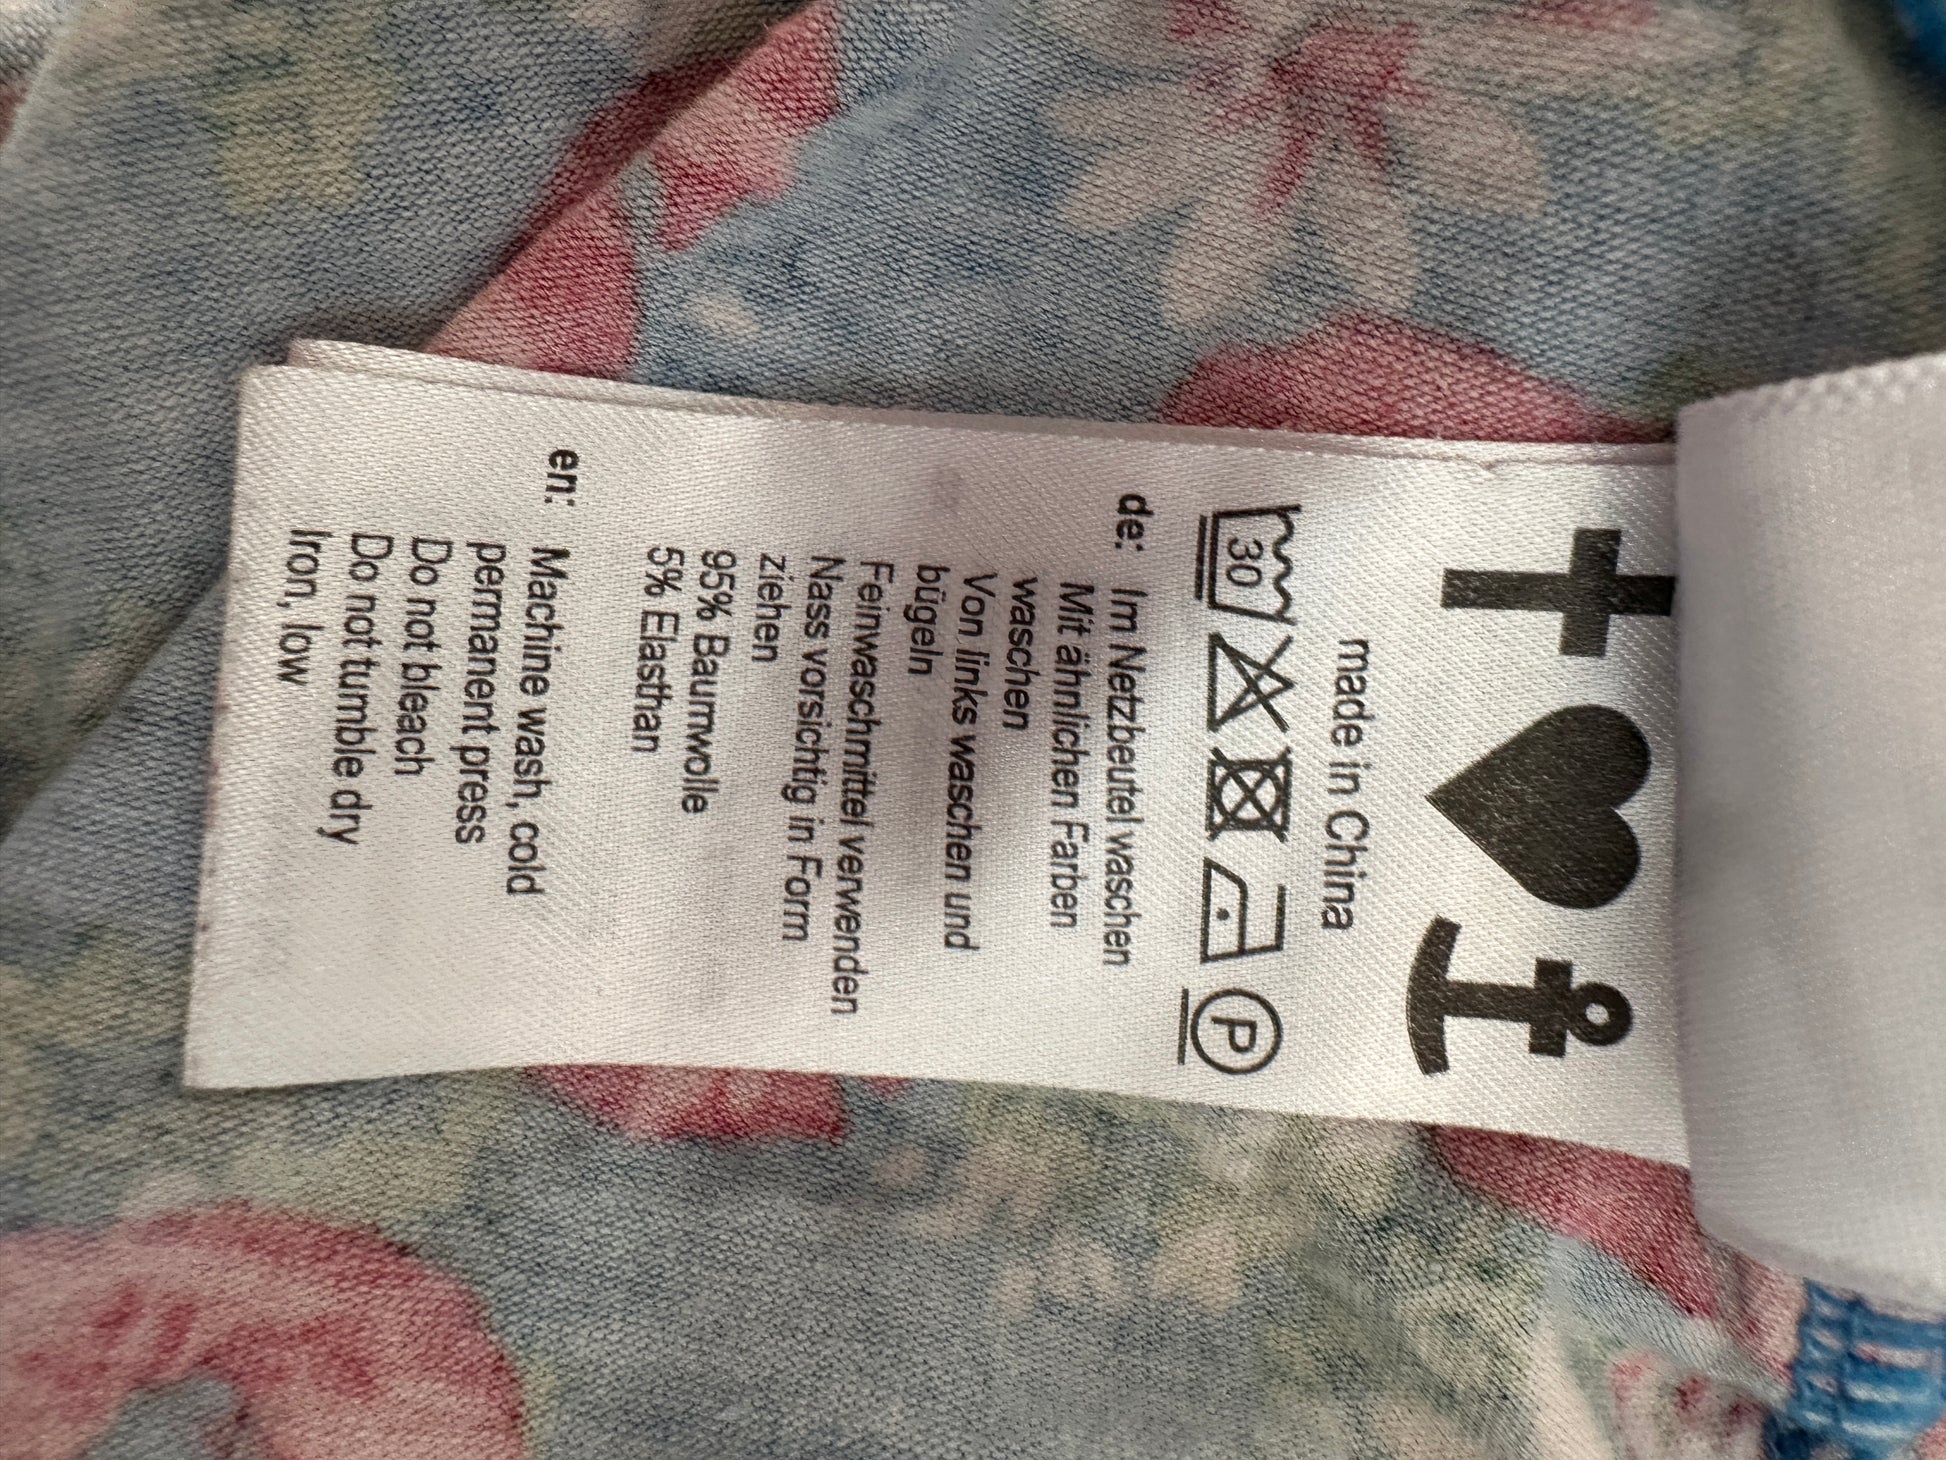 made in China
30 P
de: Im Netzbeutel waschen
Mit ähnlichen Farben
waschen
Von links waschen und
bügeln
Feinwaschmittel verwenden
Nass vorsichtig in Form
ziehen
95% Baumwolle
5% Elasthan
en: Machine wash, cold
permanent press
Do not bleach
Do not tumble dry
Iron, low